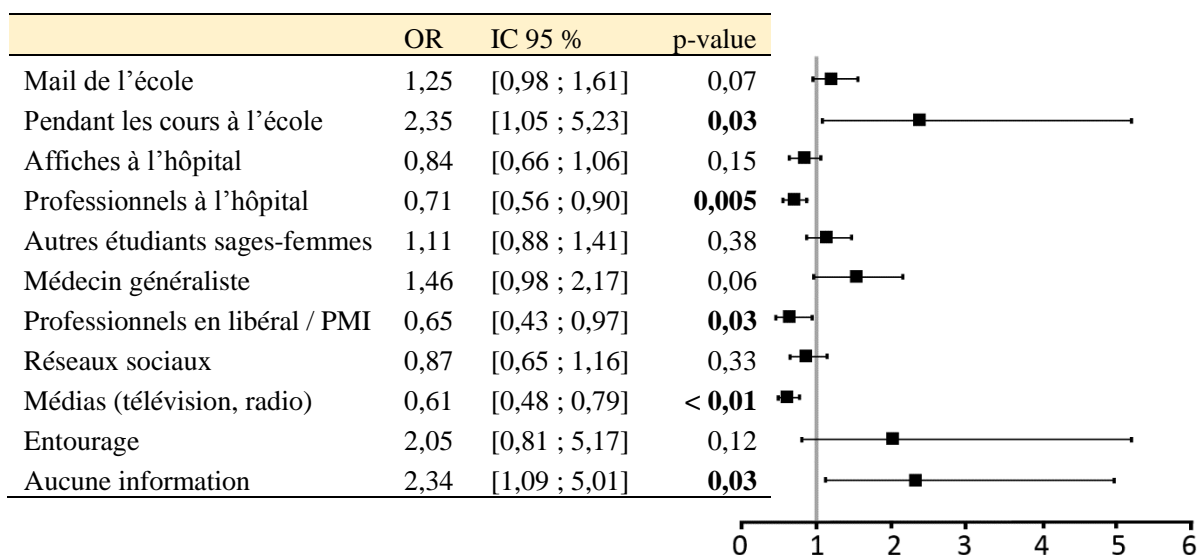 OR IC 95 % p-value
Mail de l’école 1,25 [0,98 ; 1,61] 0,07
Pendant les cours à l’école 2,35 [1,05 ; 5,23] 0,03
Affiches à l’hôpital 0,84 [0,66 ; 1,06] 0,15
Professionnels à l’hôpital 0,71 [0,56 ; 0,90] 0,005
Autres étudiants sages-femmes 1,11 [0,88 ; 1,41] 0,38
Médecin généraliste 1,46 [0,98 ; 2,17] 0,06
Professionnels en libéral / PMI 0,65 [0,43 ; 0,97] 0,03
Réseaux sociaux 0,87 [0,65 ; 1,16] 0,33
Médias (télévision, radio) 0,61 [0,48 ; 0,79] < 0,01
Entourage 2,05 [0,81 ; 5,17] 0,12
Aucune information 2,34 [1,09 ; 5,01] 0,03
0 1 2 3 4 5 6